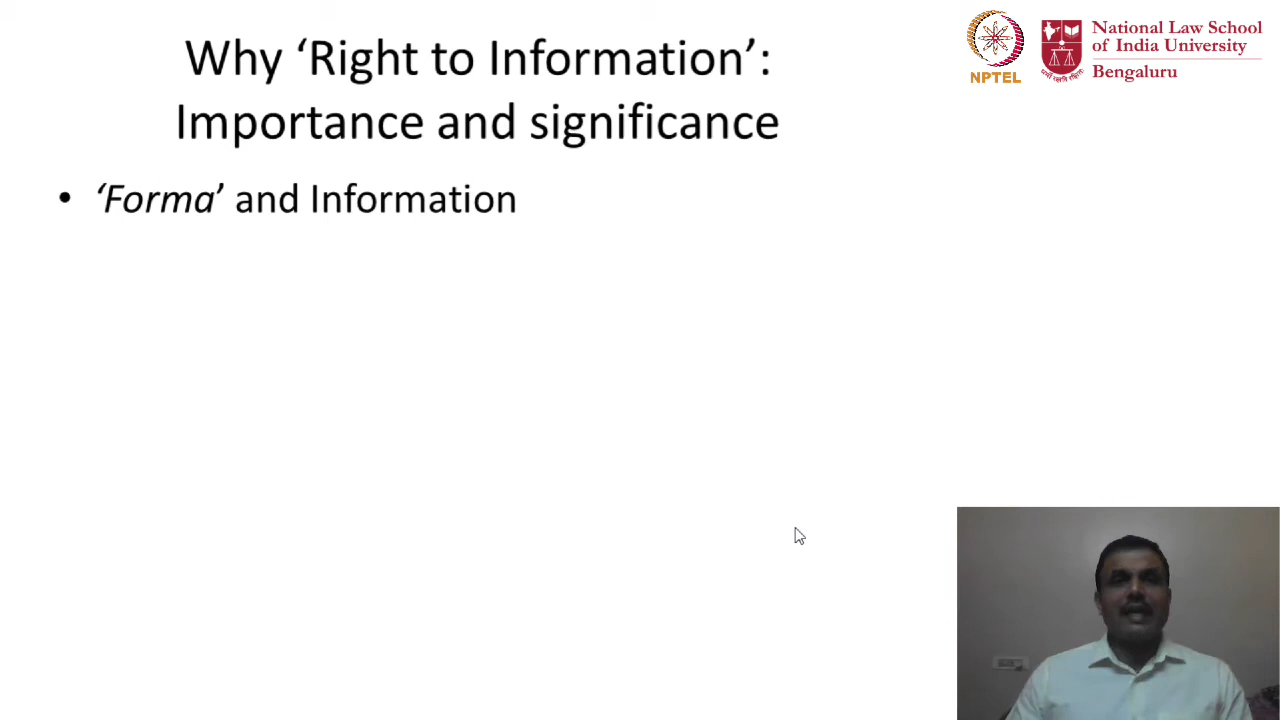 Why ‘Right to Information’:
Importance and significance
• ‘Forma’ and Information
NPTEL
National Law School
of India University
Bengaluru